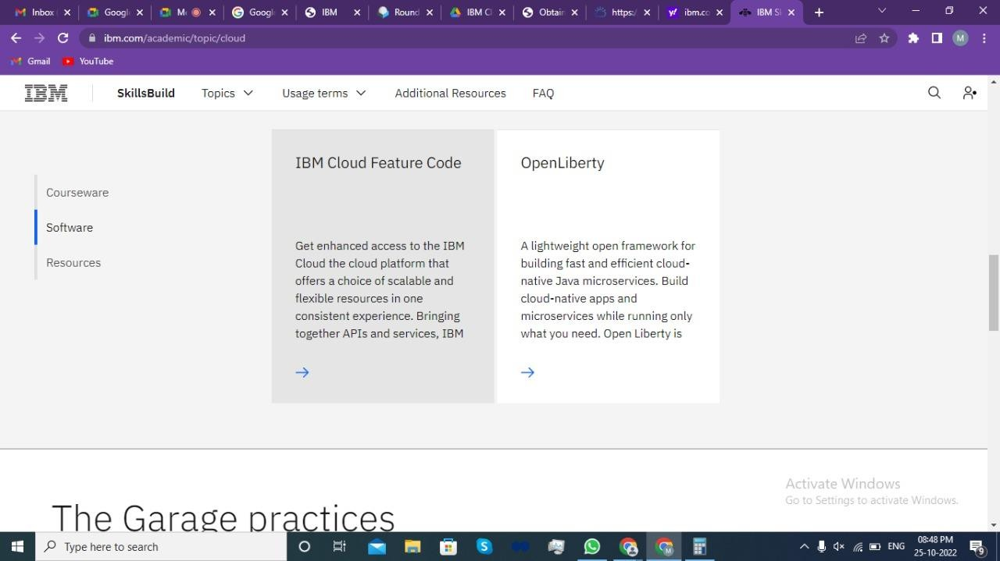 Inbox
Googl
M
Googl
IBM
Round
IBM C
Obtain
https:/
ibm.co
IBM S
ibm.com/academic/topic/cloud
M
Gmail
YouTube
IBM
SkillsBuild
Topics
Usage terms
Additional Resources
FAQ
Courseware
Software
Resources
IBM Cloud Feature Code
Get enhanced access to the IBM
Cloud the cloud platform that
offers a choice of scalable and
flexible resources in one
consistent experience. Bringing
together APIs and services, IBM
OpenLiberty
A lightweight open framework for
building fast and efficient cloud-
native Java microservices. Build
cloud-native apps and
microservices while running only
what you need. Open Liberty is
The Garage practices
Activate Windows
Go to Settings to activate Windows.
Type here to search
ENG
08:48 PM
25-10-2022
9